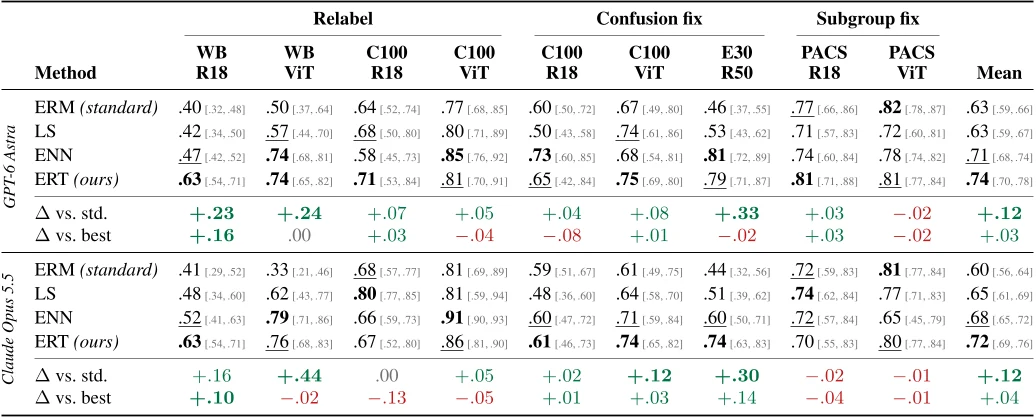 Relabel Confusion fix Subgroup fix
WB WB C100 C100 C100 C100 E30 PACS PACS
Method R18 ViT R18 ViT R18 ViT R50 R18 ViT Mean
GPT-6 Astra
ERM (standard) .40 [.32, .48] .50 [.37, .64] .64 [.52, .74] .77 [.68, .85] .60 [.50, .72] .67 [.49, .80] .46 [.37, .55] .77 [.66, .86] .82 [.78, .87] .63 [.59, .66]
LS .42 [.34, .50] .57 [.44, .70] .68 [.50, .80] .80 [.71, .89] .50 [.43, .58] .74 [.61, .86] .53 [.43, .62] .71 [.57, .83] .72 [.60, .81] .63 [.59, .67]
ENN .47 [.42, .52] .74 [.68, .81] .58 [.45, .73] .85 [.76, .92] .73 [.60, .85] .68 [.54, .81] .81 [.72, .89] .74 [.60, .84] .78 [.74, .82] .71 [.68, .74]
ERT (ours) .63 [.54, .71] .74 [.65, .82] .71 [.53, .84] .81 [.70, .91] .65 [.42, .84] .75 [.69, .80] .79 [.71, .87] .81 [.71, .88] .81 [.77, .84] .74 [.70, .78]
Δ vs. std. +.23 +.24 +.07 +.05 +.04 +.08 +.33 +.03 −.02 +.12
Δ vs. best +.16 .00 +.03 −.04 −.08 +.01 −.02 +.03 −.02 +.03
Claude Opus 5.5
ERM (standard) .41 [.29, .52] .33 [.21, .46] .68 [.57, .77] .81 [.69, .89] .59 [.51, .67] .61 [.49, .75] .44 [.32, .56] .72 [.59, .83] .81 [.77, .84] .60 [.56, .64]
LS .48 [.34, .60] .62 [.43, .77] .80 [.77, .85] .81 [.59, .94] .48 [.36, .60] .64 [.58, .70] .51 [.39, .62] .74 [.62, .84] .77 [.71, .83] .65 [.61, .69]
ENN .52 [.41, .63] .79 [.71, .86] .66 [.59, .73] .91 [.90, .93] .60 [.47, .72] .71 [.59, .84] .60 [.50, .71] .72 [.57, .84] .65 [.45, .79] .68 [.65, .72]
ERT (ours) .63 [.54, .71] .76 [.68, .83] .67 [.52, .80] .86 [.81, .90] .61 [.46, .73] .74 [.65, .82] .74 [.63, .83] .70 [.55, .83] .80 [.77, .84] .72 [.69, .76]
Δ vs. std. +.16 +.44 .00 +.05 +.02 +.12 +.30 −.02 −.01 +.12
Δ vs. best +.10 −.02 −.13 −.05 +.01 +.03 +.14 −.04 −.01 +.04